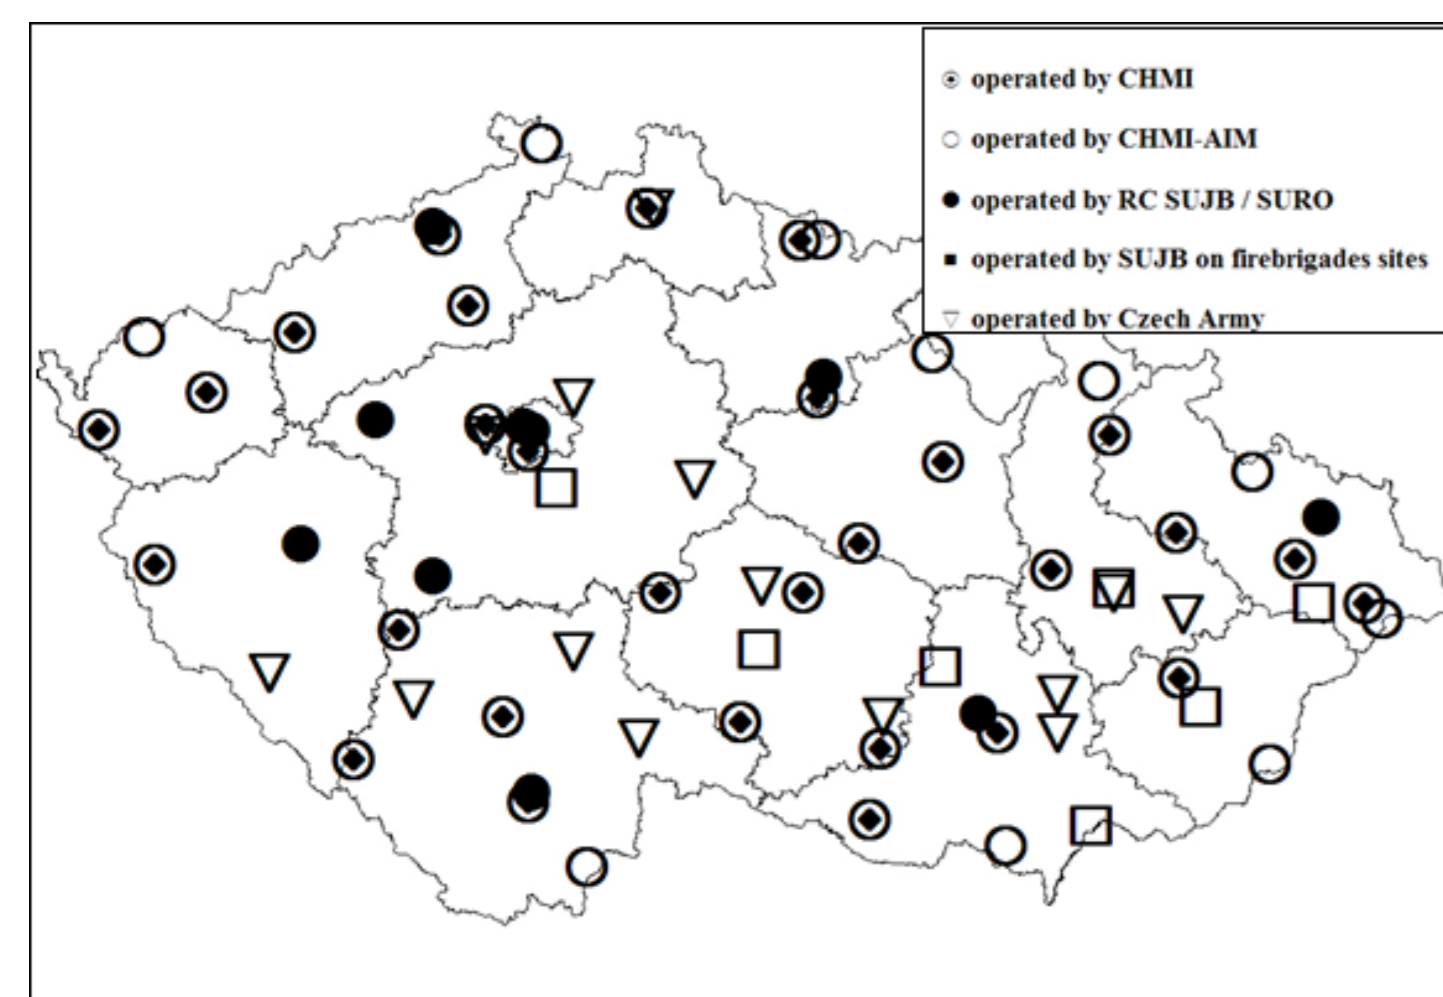 operated by CHMI
operated by CHMI-AIM
operated by RC SUJB / SURO
operated by SUJB on firebrigades sites
operated by Czech Army